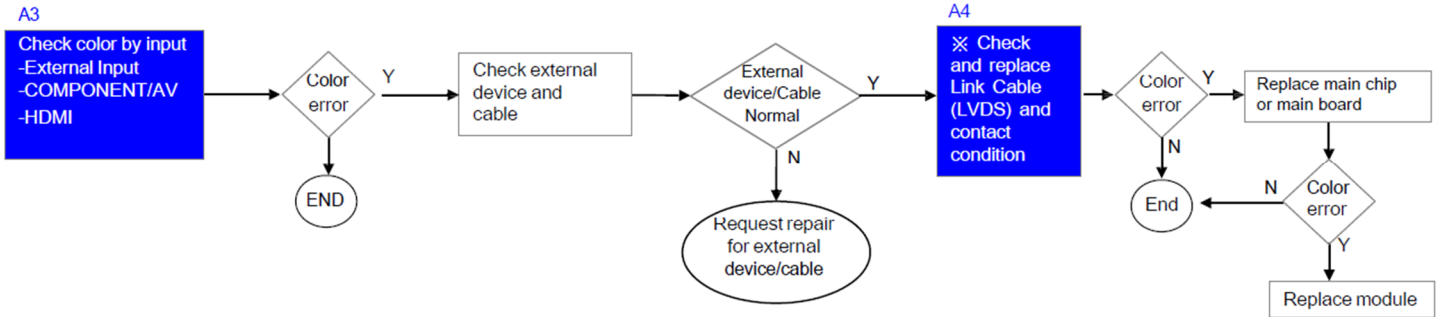 A3
Check color by input
-External Input
-COMPONENT/AV
-HDMI
Color
error
Y
END
Check external
device and
cable
External
device/Cable
Normal
Y
N
Request repair
for external
device/cable
A4
※ Check
and replace
Link Cable
(LVDS) and
contact
condition
Color
error
Y
N
End
Replace main chip
or main board
Color
error
N
Y
Replace module